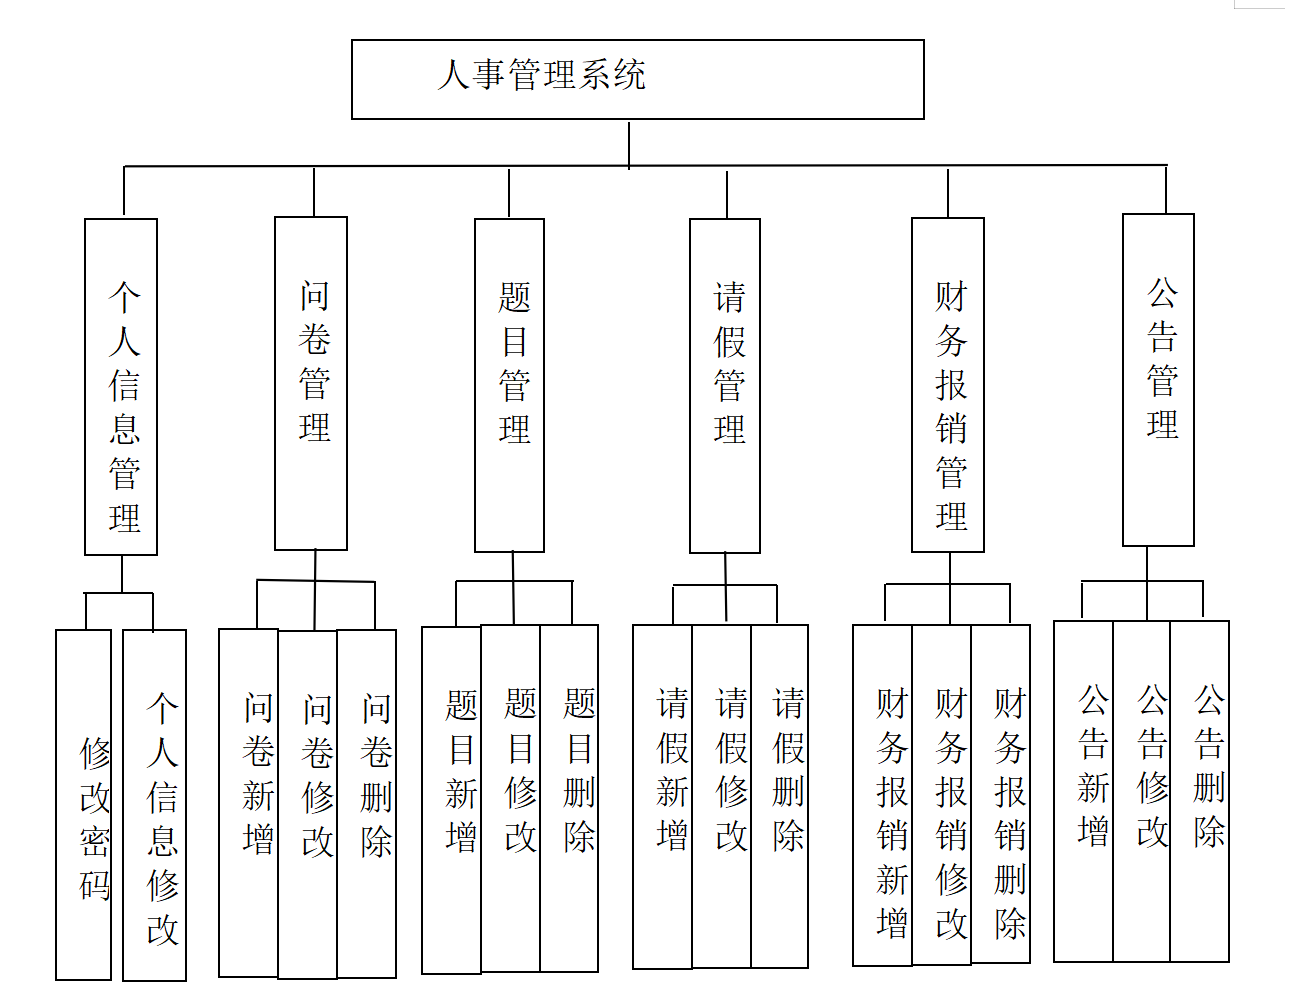 人事管理系统
个人信息管理
问卷管理
题目管理
请假管理
财务报销管理
公告管理
修改密码
个人信息修改
问卷新增
问卷修改
问卷删除
题目新增
题目修改
题目删除
请假新增
请假修改
请假删除
财务报销新增
财务报销修改
财务报销删除
公告新增
公告修改
公告删除